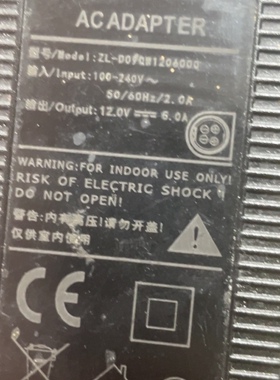 AC ADAPTER
型号/Model:
输入/Input: 100-240V～
50/60Hz/2.0A
输出/Output: 12.0V⎓6.0A
WARNING:FOR INDOOR USE ONLY!
RISK OF ELECTRIC SHOCK
DO NOT OPEN!
警告:内有高压!请勿开盖!
仅供室内使用
CE